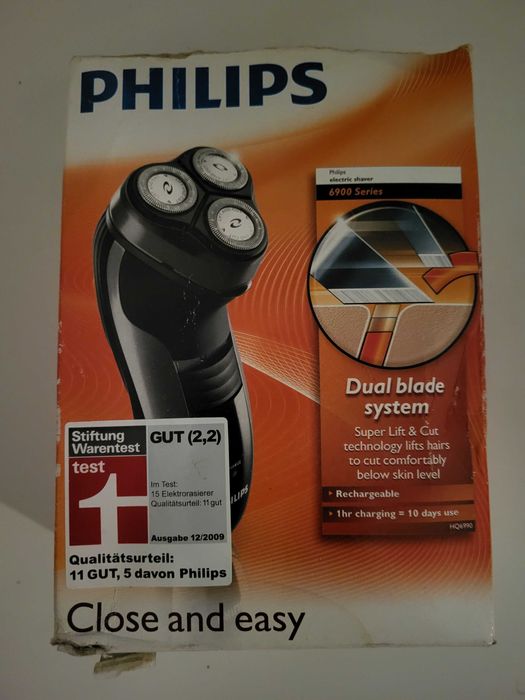 PHILIPS
Philips
electric shaver
6900 Series
Dual blade
system
Super Lift & Cut
technology lifts hairs
to cut comfortably
below skin level
Rechargeable
1hr charging = 10 days use
HQ6990
Stiftung
Warentest
test
GUT (2,2)
Im Test:
15 Elektrorasierer
Qualitätsurteil: 11 gut
Ausgabe 12/2009
Qualitätsurteil:
11 GUT, 5 davon Philips
ILIPS
Close and easy